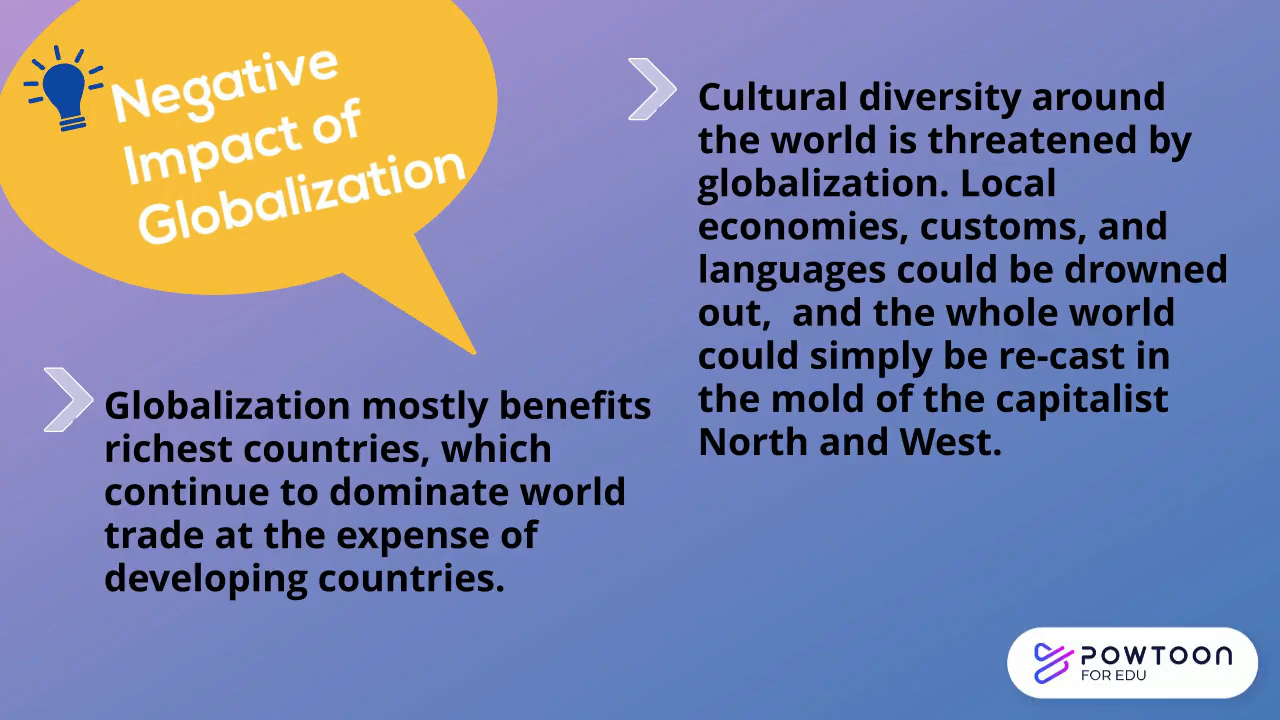 Negative
Impact of
Globalization
Globalization mostly benefits
richest countries, which
continue to dominate world
trade at the expense of
developing countries.
Cultural diversity around
the world is threatened by
globalization. Local
economies, customs, and
languages could be drowned
out,  and the whole world
could simply be re-cast in
the mold of the capitalist
North and West.
POWTOON
FOR EDU